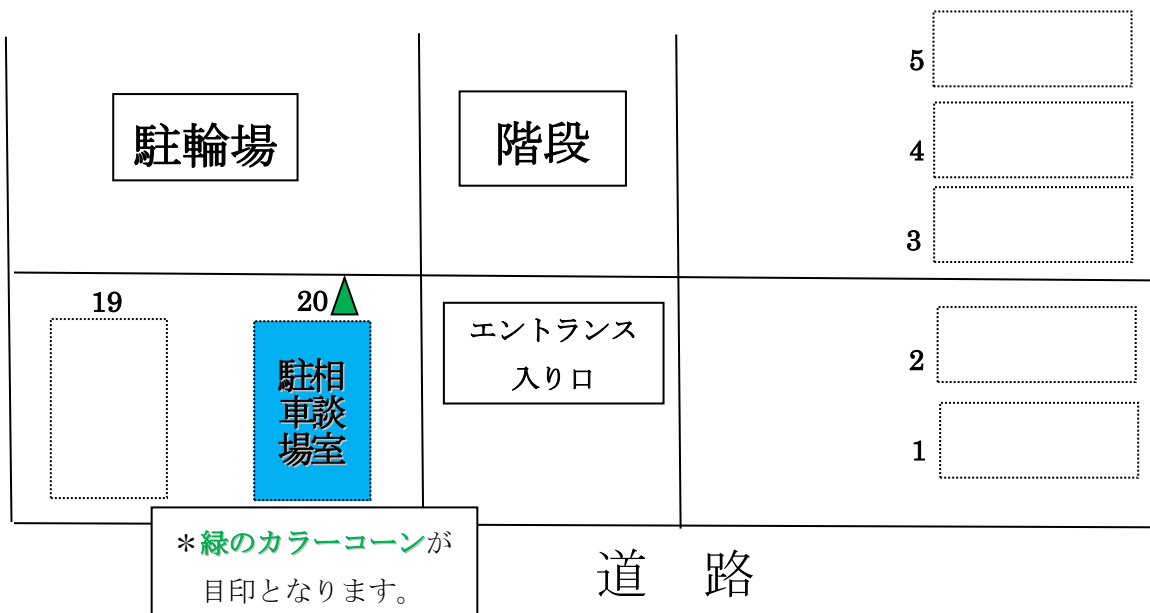 駐輪場
階段
5
4
3
19
20
相談室
駐車場
エントランス
入り口
2
1
＊緑のカラーコーンが
目印となります。
道　路